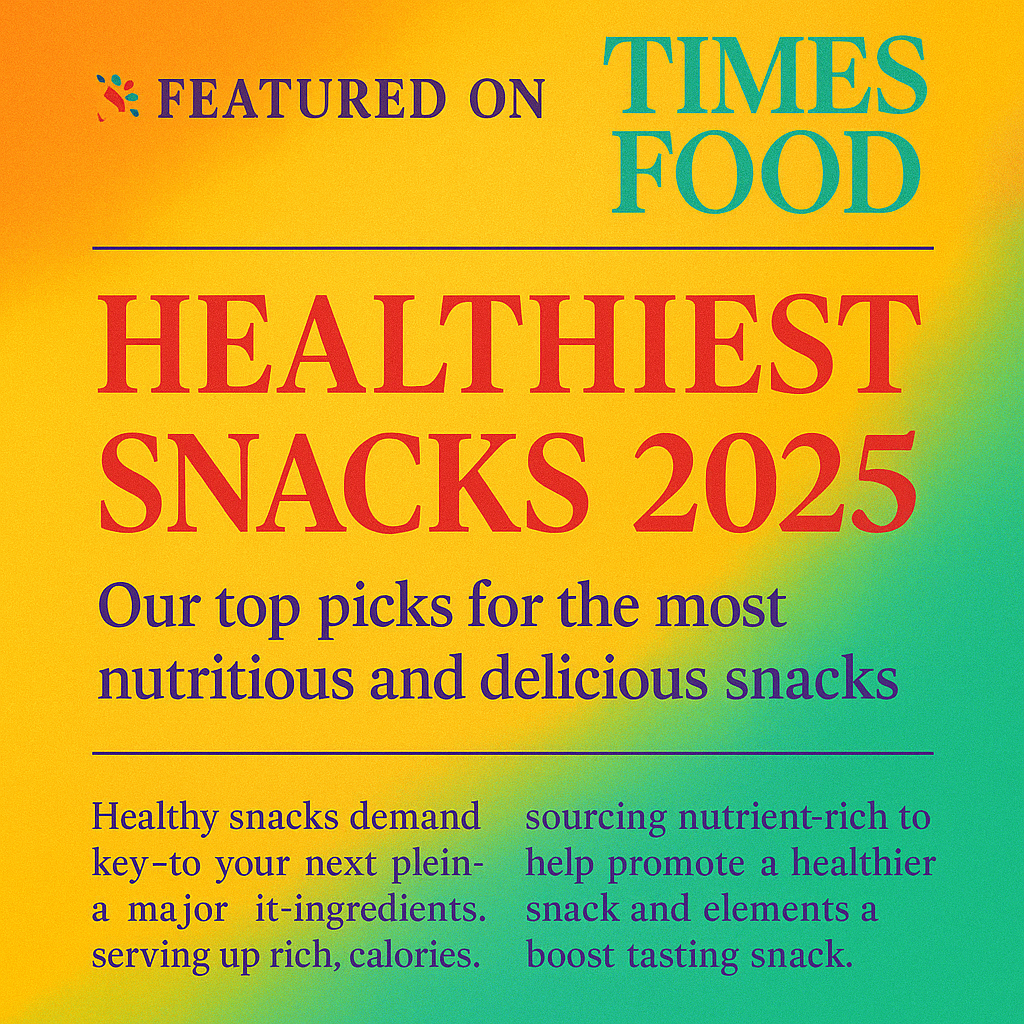 FEATURED ON
TIMES
FOOD
HEALTHIEST
SNACKS 2025
Our top picks for the most
nutritious and delicious snacks
Healthy snacks demand
key–to your next plein-
a major it-ingredients.
serving up rich, calories.
sourcing nutrient-rich to
help promote a healthier
snack and elements a
boost tasting snack.